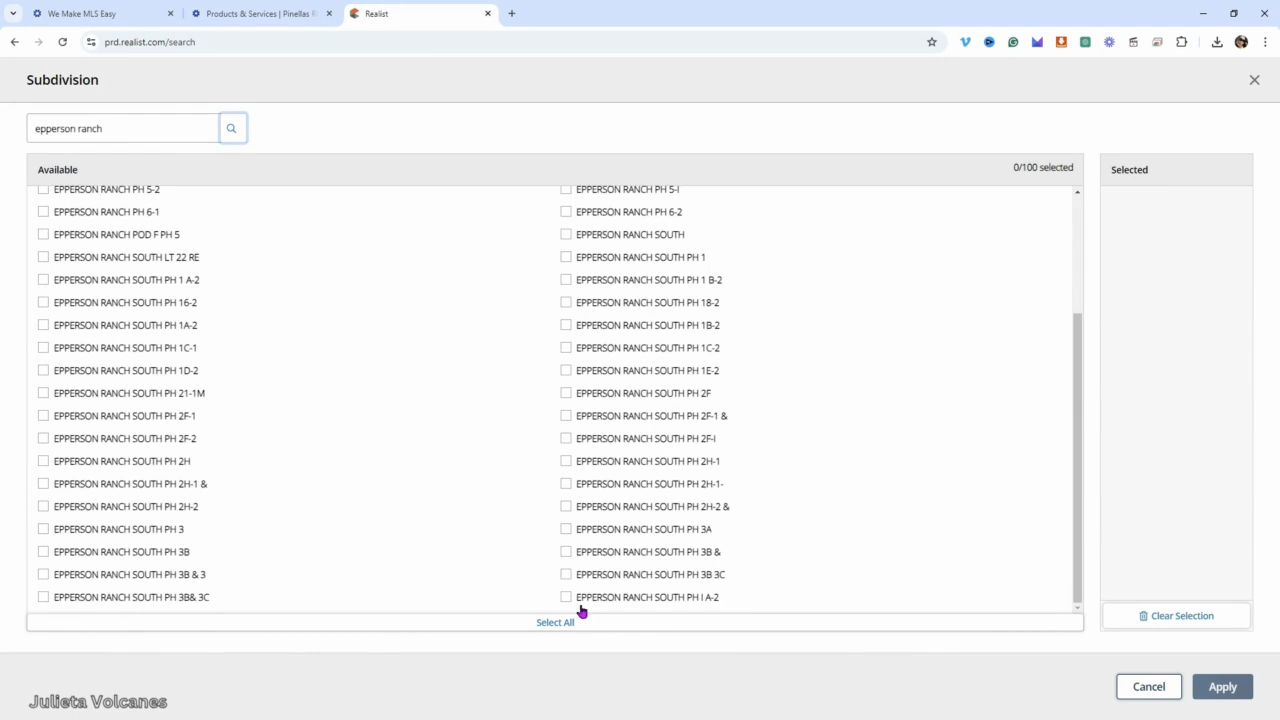 We Make MLS Easy
Products & Services | Pinellas R
Realist
prd.realist.com/search
Subdivision
epperson ranch
Available
0/100 selected
Selected
EPPERSON RANCH PH 5-2
EPPERSON RANCH PH 5-I
EPPERSON RANCH PH 6-1
EPPERSON RANCH PH 6-2
EPPERSON RANCH POD F PH 5
EPPERSON RANCH SOUTH
EPPERSON RANCH SOUTH LT 22 RE
EPPERSON RANCH SOUTH PH 1
EPPERSON RANCH SOUTH PH 1 A-2
EPPERSON RANCH SOUTH PH 1 B-2
EPPERSON RANCH SOUTH PH 16-2
EPPERSON RANCH SOUTH PH 18-2
EPPERSON RANCH SOUTH PH 1A-2
EPPERSON RANCH SOUTH PH 1B-2
EPPERSON RANCH SOUTH PH 1C-1
EPPERSON RANCH SOUTH PH 1C-2
EPPERSON RANCH SOUTH PH 1D-2
EPPERSON RANCH SOUTH PH 1E-2
EPPERSON RANCH SOUTH PH 21-1M
EPPERSON RANCH SOUTH PH 2F
EPPERSON RANCH SOUTH PH 2F-1
EPPERSON RANCH SOUTH PH 2F-1 &
EPPERSON RANCH SOUTH PH 2F-2
EPPERSON RANCH SOUTH PH 2F-I
EPPERSON RANCH SOUTH PH 2H
EPPERSON RANCH SOUTH PH 2H-1
EPPERSON RANCH SOUTH PH 2H-1 &
EPPERSON RANCH SOUTH PH 2H-1-
EPPERSON RANCH SOUTH PH 2H-2
EPPERSON RANCH SOUTH PH 2H-2 &
EPPERSON RANCH SOUTH PH 3
EPPERSON RANCH SOUTH PH 3A
EPPERSON RANCH SOUTH PH 3B
EPPERSON RANCH SOUTH PH 3B &
EPPERSON RANCH SOUTH PH 3B & 3
EPPERSON RANCH SOUTH PH 3B 3C
EPPERSON RANCH SOUTH PH 3B& 3C
EPPERSON RANCH SOUTH PH I A-2
Select All
Clear Selection
Cancel
Apply
Julieta Volcanes